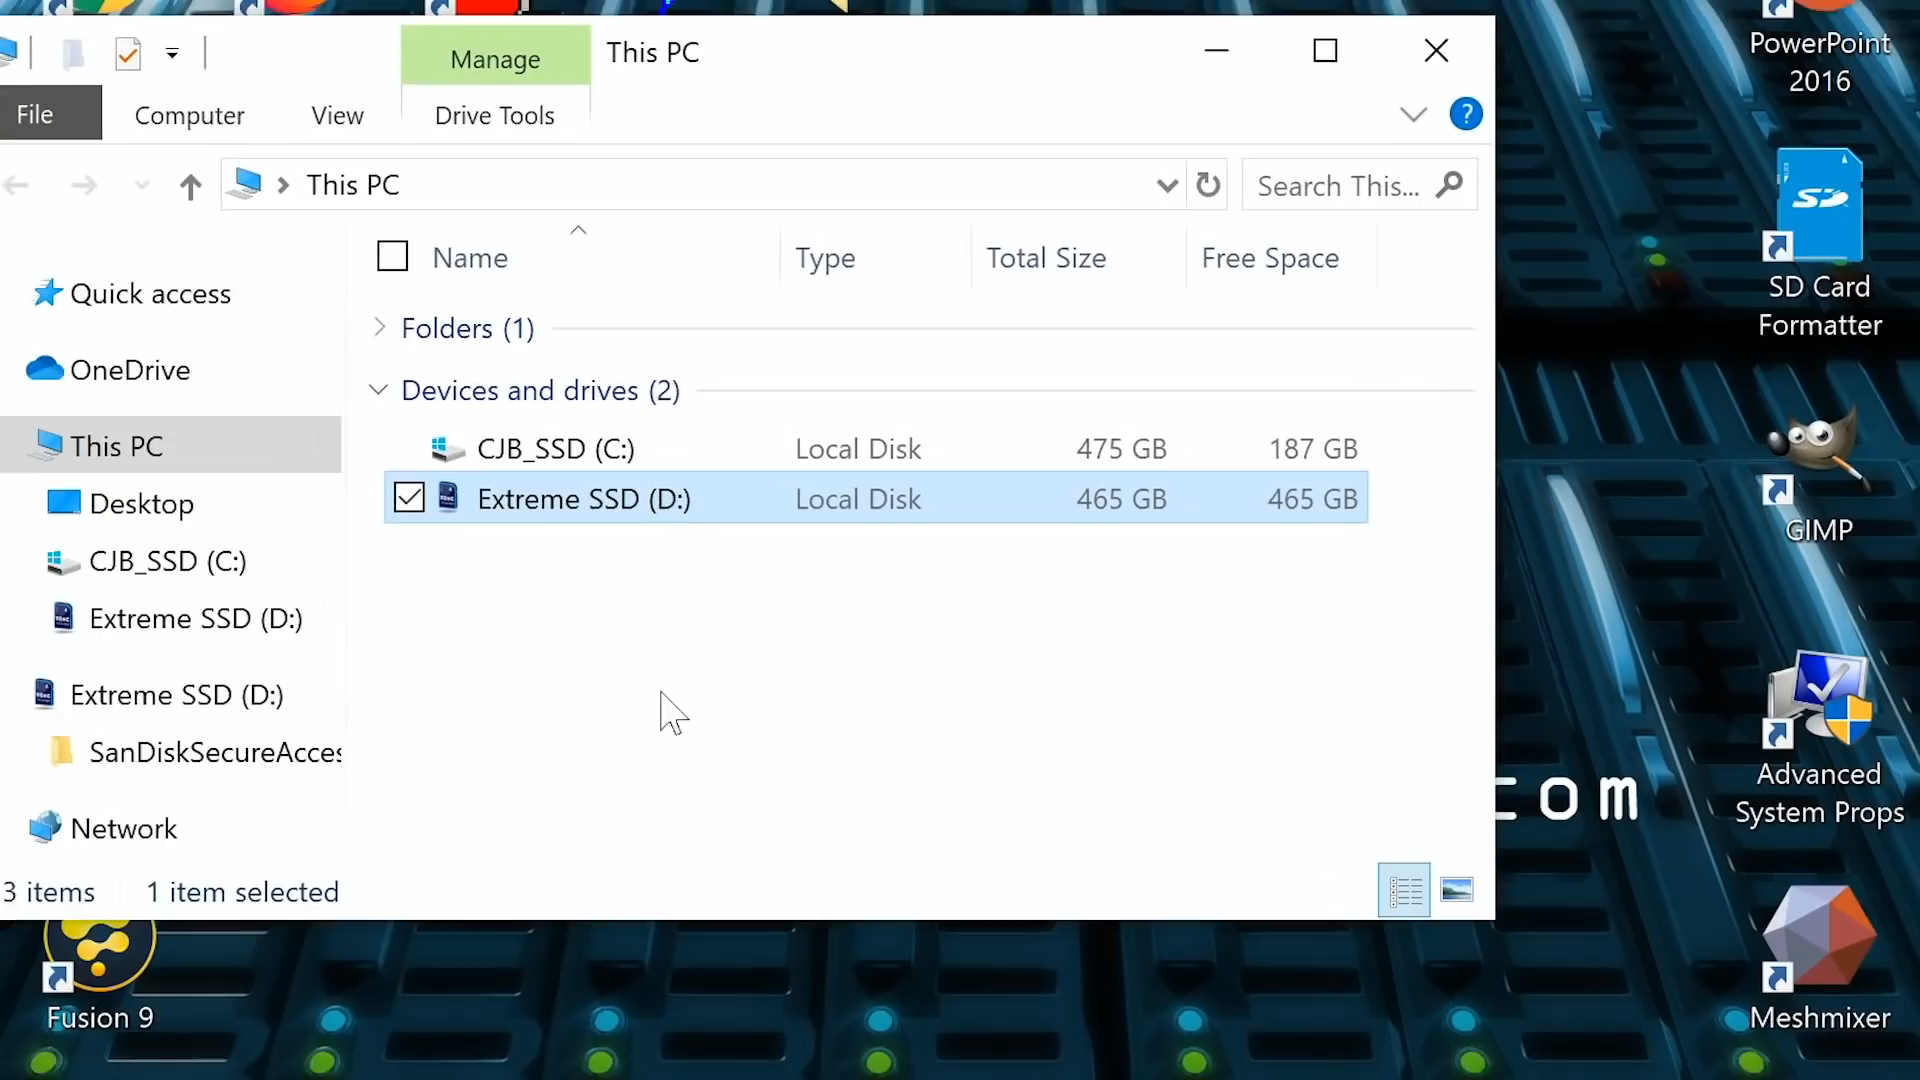 Manage
This PC
File
Computer
View
Drive Tools
?
This PC
Search This...
Name
Type
Total Size
Free Space
Quick access
OneDrive
This PC
Desktop
CJB_SSD (C:)
Extreme SSD (D:)
Extreme SSD (D:)
SanDiskSecureAcces
Network
Folders (1)
Devices and drives (2)
CJB_SSD (C:) Local Disk 475 GB 187 GB
Extreme SSD (D:) Local Disk 465 GB 465 GB
3 items 1 item selected
PowerPoint
2016
SD
SD Card
Formatter
GIMP
Advanced
System Props
com
Fusion 9
Meshmixer